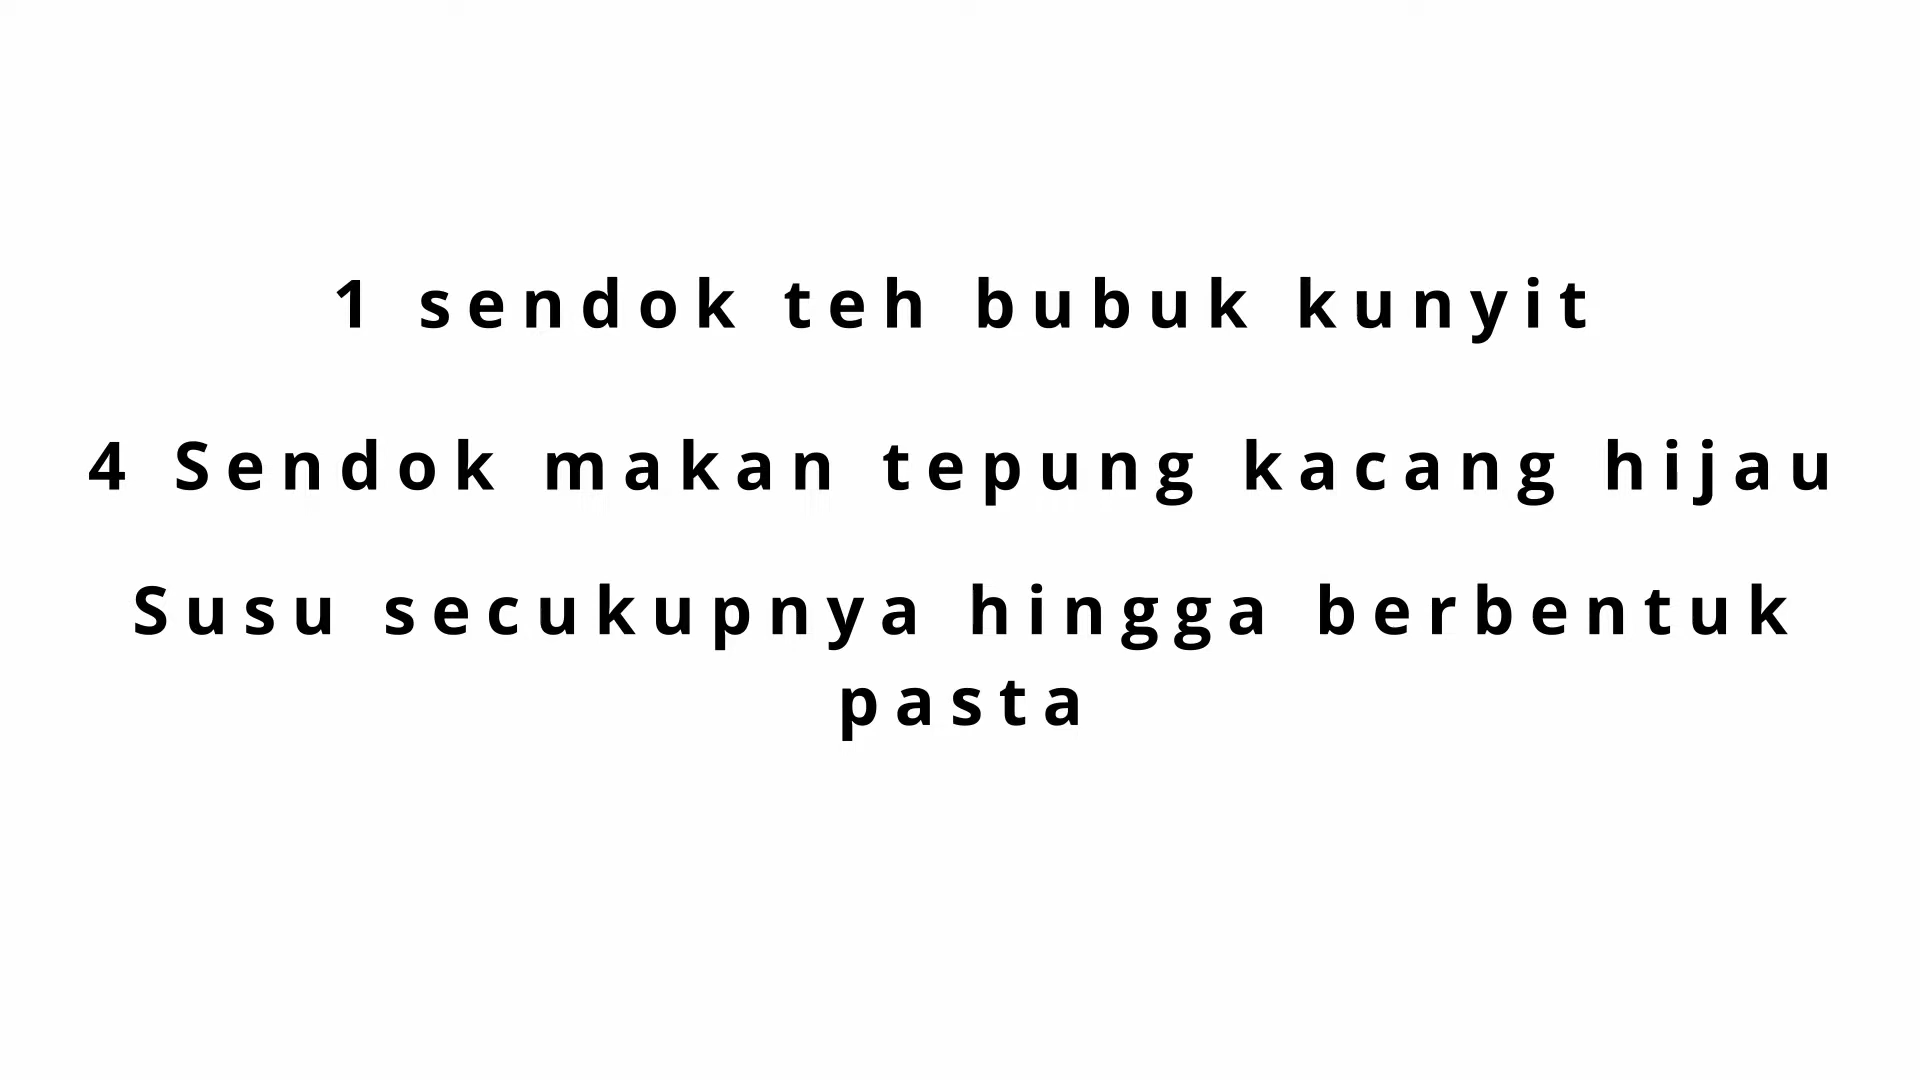 1 sendok teh bubuk kunyit
4 Sendok makan tepung kacang hijau
Susu secukupnya hingga berbentuk
pasta